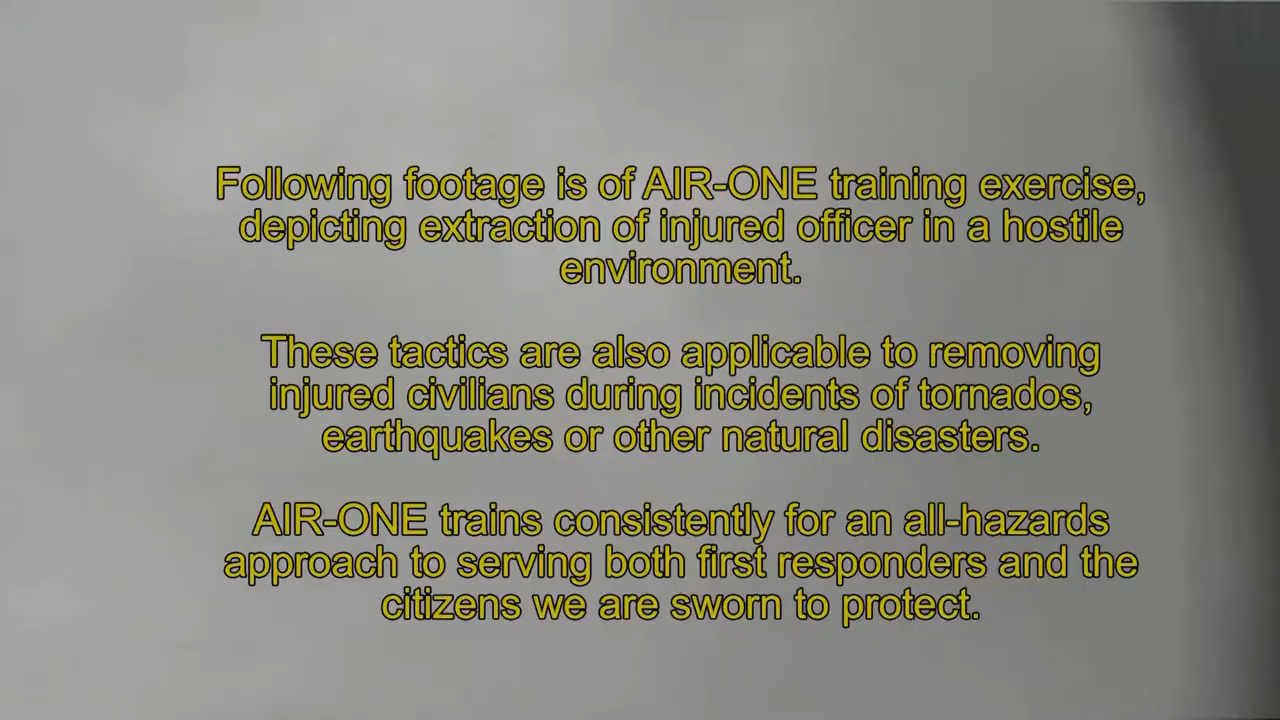 Following footage is of AIR-ONE training exercise,
depicting extraction of injured officer in a hostile
environment.
These tactics are also applicable to removing
injured civilians during incidents of tornados,
earthquakes or other natural disasters.
AIR-ONE trains consistently for an all-hazards
approach to serving both first responders and the
citizens we are sworn to protect.